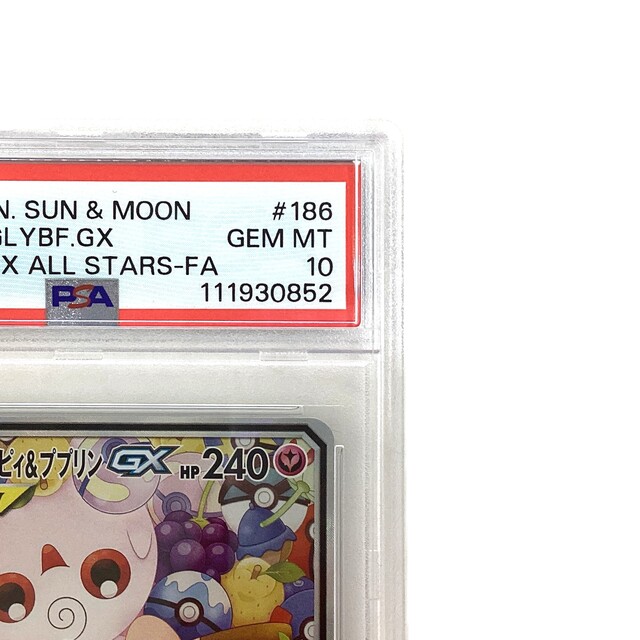 N. SUN & MOON #186
GLYBF.GX GEM MT
X ALL STARS-FA 10
PSA 111930852
ピィ&ププリン GX HP 240